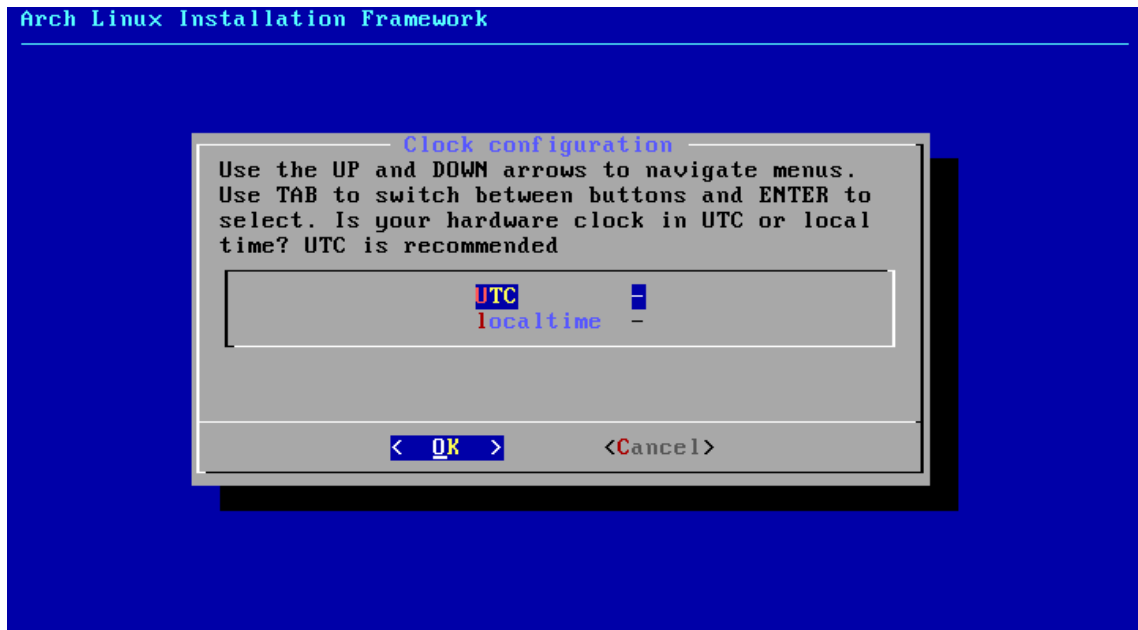 Arch Linux Installation Framework
Clock configuration
Use the UP and DOWN arrows to navigate menus.
Use TAB to switch between buttons and ENTER to
select. Is your hardware clock in UTC or local
time? UTC is recommended
UTC -
localtime -
< OK > <Cancel>